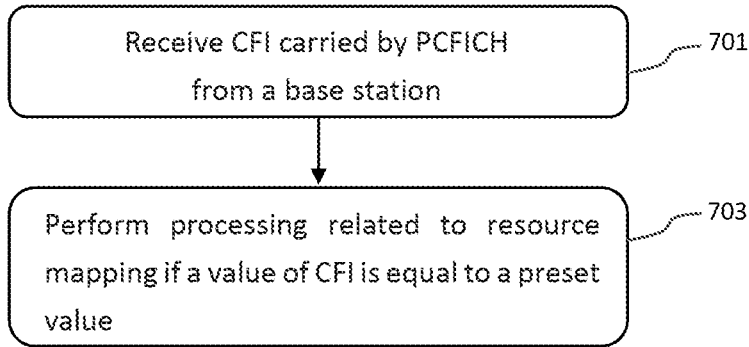 Receive CFI carried by PCFICH
from a base station
701
Perform processing related to resource
mapping if a value of CFI is equal to a preset
value
703